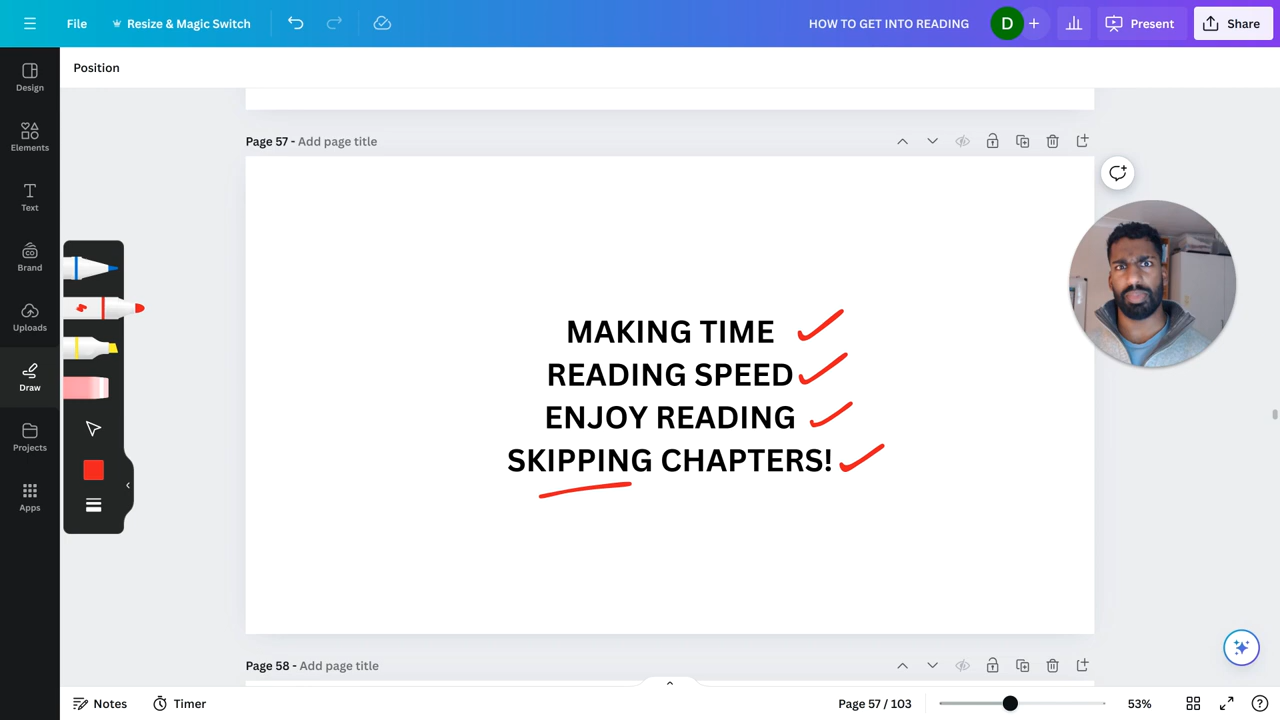 File
Resize & Magic Switch
HOW TO GET INTO READING
D
Present
Share
Position
Design
Elements
Text
Brand
Uploads
Draw
Projects
Apps
Page 57 - Add page title
MAKING TIME
READING SPEED
ENJOY READING
SKIPPING CHAPTERS!
Page 58 - Add page title
Notes
Timer
Page 57 / 103
53%